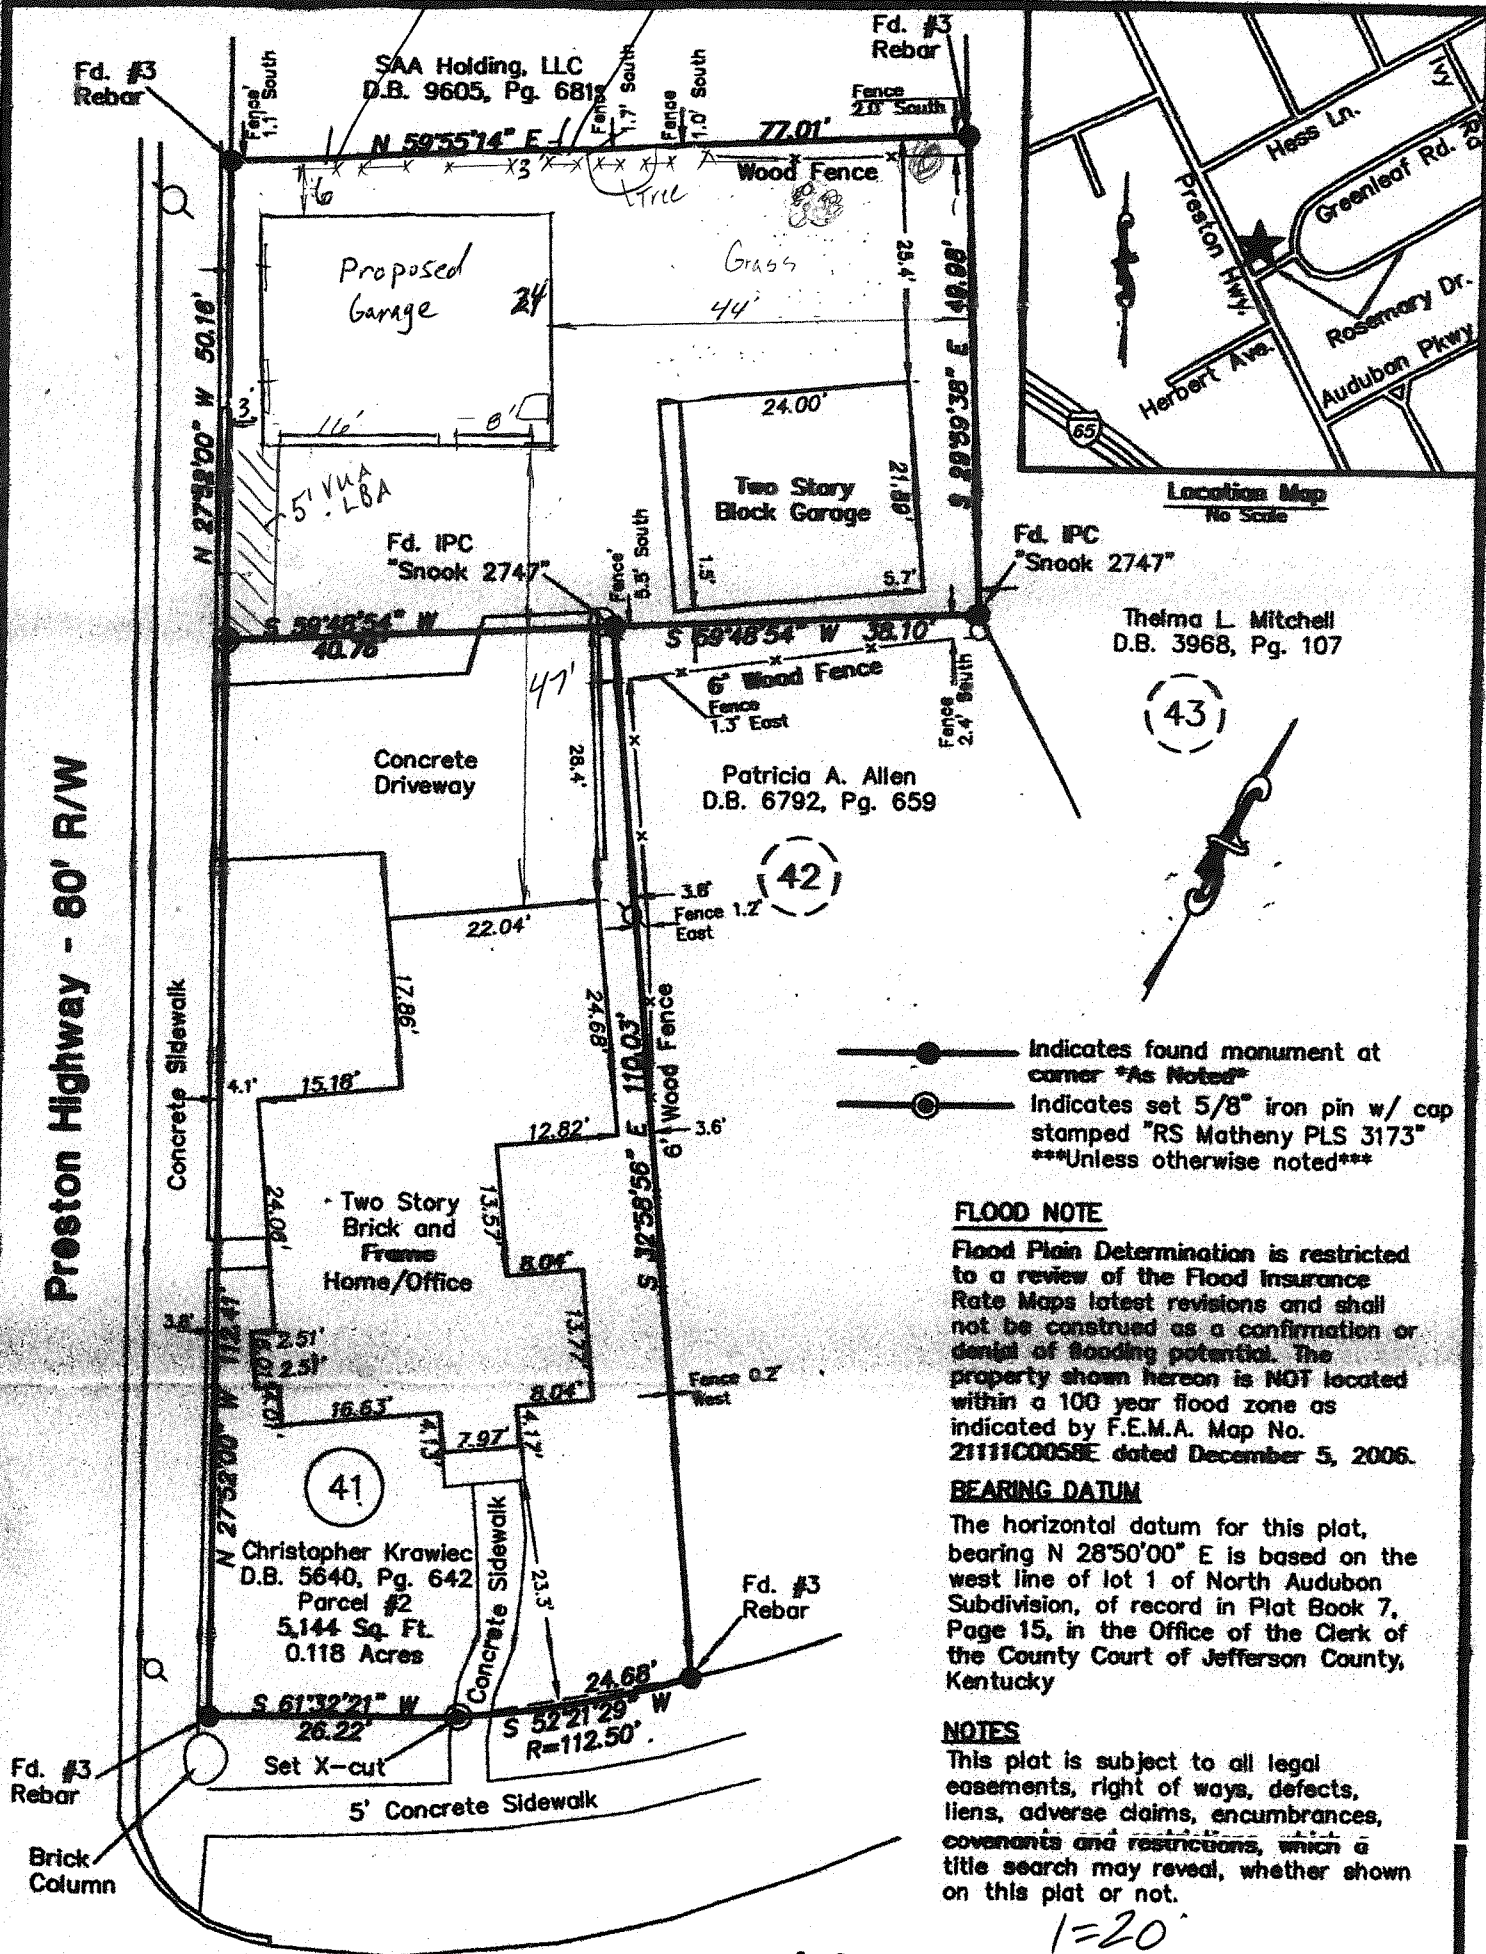 Fd. #3
Rebar
Fence'
1.1' South
SAA Holding, LLC
D.B. 9605, Pg. 681
Fence
1.7' South
Fence
1.0' South
Fd. #3
Rebar
Fence
2.0' South
N 59°55'14" E
77.01'
3'
Wood Fence
Tree
6'
Proposed
Garage
24'
Grass
44'
25.4'
N 27°52'00" W 50.16'
3'
16'
8'
5' VUA
LBA
24.00'
Two Story
Block Garage
21.89'
1.5'
5.7'
Fd. IPC
"Snook 2747"
Fence'
5.5' South
Fd. IPC
"Snook 2747"
S 59°48'54" W
40.76'
S 59°48'54" W 38.10'
6' Wood Fence
Fence
1.3' East
Fence
2.4' South
47'
28.4'
Concrete
Driveway
Patricia A. Allen
D.B. 6792, Pg. 659
42
Thelma L. Mitchell
D.B. 3968, Pg. 107
43
Hess Ln.
Ivy
Rd.
Greenleaf Rd.
Preston Hwy.
Rosemary Dr.
Herbert Ave.
Audubon Pkwy
65
Location Map
No Scale
Preston Highway - 80' R/W
Concrete Sidewalk
22.04'
3.6'
Fence 1.2'
East
17.86'
24.68'
4.1'
15.18'
S 32°58'56" E 110.03'
6' Wood Fence
12.82'
3.6'
24.06'
Two Story
Brick and
Frame
Home/Office
13.57'
8.04'
13.77'
2.51'
2.51'
8.04'
Fence 0.2'
West
16.63'
4.13'
7.97'
4.17'
N 27°52'00" W 112.41'
41
Christopher Krawiec
D.B. 5640, Pg. 642
Parcel #2
5,144 Sq. Ft.
0.118 Acres
Concrete Sidewalk
23.3'
Fd. #3
Rebar
S 61°32'21" W
26.22'
24.68'
S 52°21'29" W
R=112.50'
Set X-cut
Fd. #3
Rebar
5' Concrete Sidewalk
Brick
Column
Indicates found monument at
corner *As Noted*
Indicates set 5/8" iron pin w/ cap
stamped "RS Matheny PLS 3173"
***Unless otherwise noted***
FLOOD NOTE
Flood Plain Determination is restricted
to a review of the Flood Insurance
Rate Maps latest revisions and shall
not be construed as a confirmation or
denial of flooding potential. The
property shown hereon is NOT located
within a 100 year flood zone as
indicated by F.E.M.A. Map No.
21111C0058E dated December 5, 2006.
BEARING DATUM
The horizontal datum for this plat,
bearing N 28°50'00" E is based on the
west line of lot 1 of North Audubon
Subdivision, of record in Plat Book 7,
Page 15, in the Office of the Clerk of
the County Court of Jefferson County,
Kentucky
NOTES
This plat is subject to all legal
easements, right of ways, defects,
liens, adverse claims, encumbrances,
covenants and restrictions, which a
title search may reveal, whether shown
on this plat or not.
1=20'